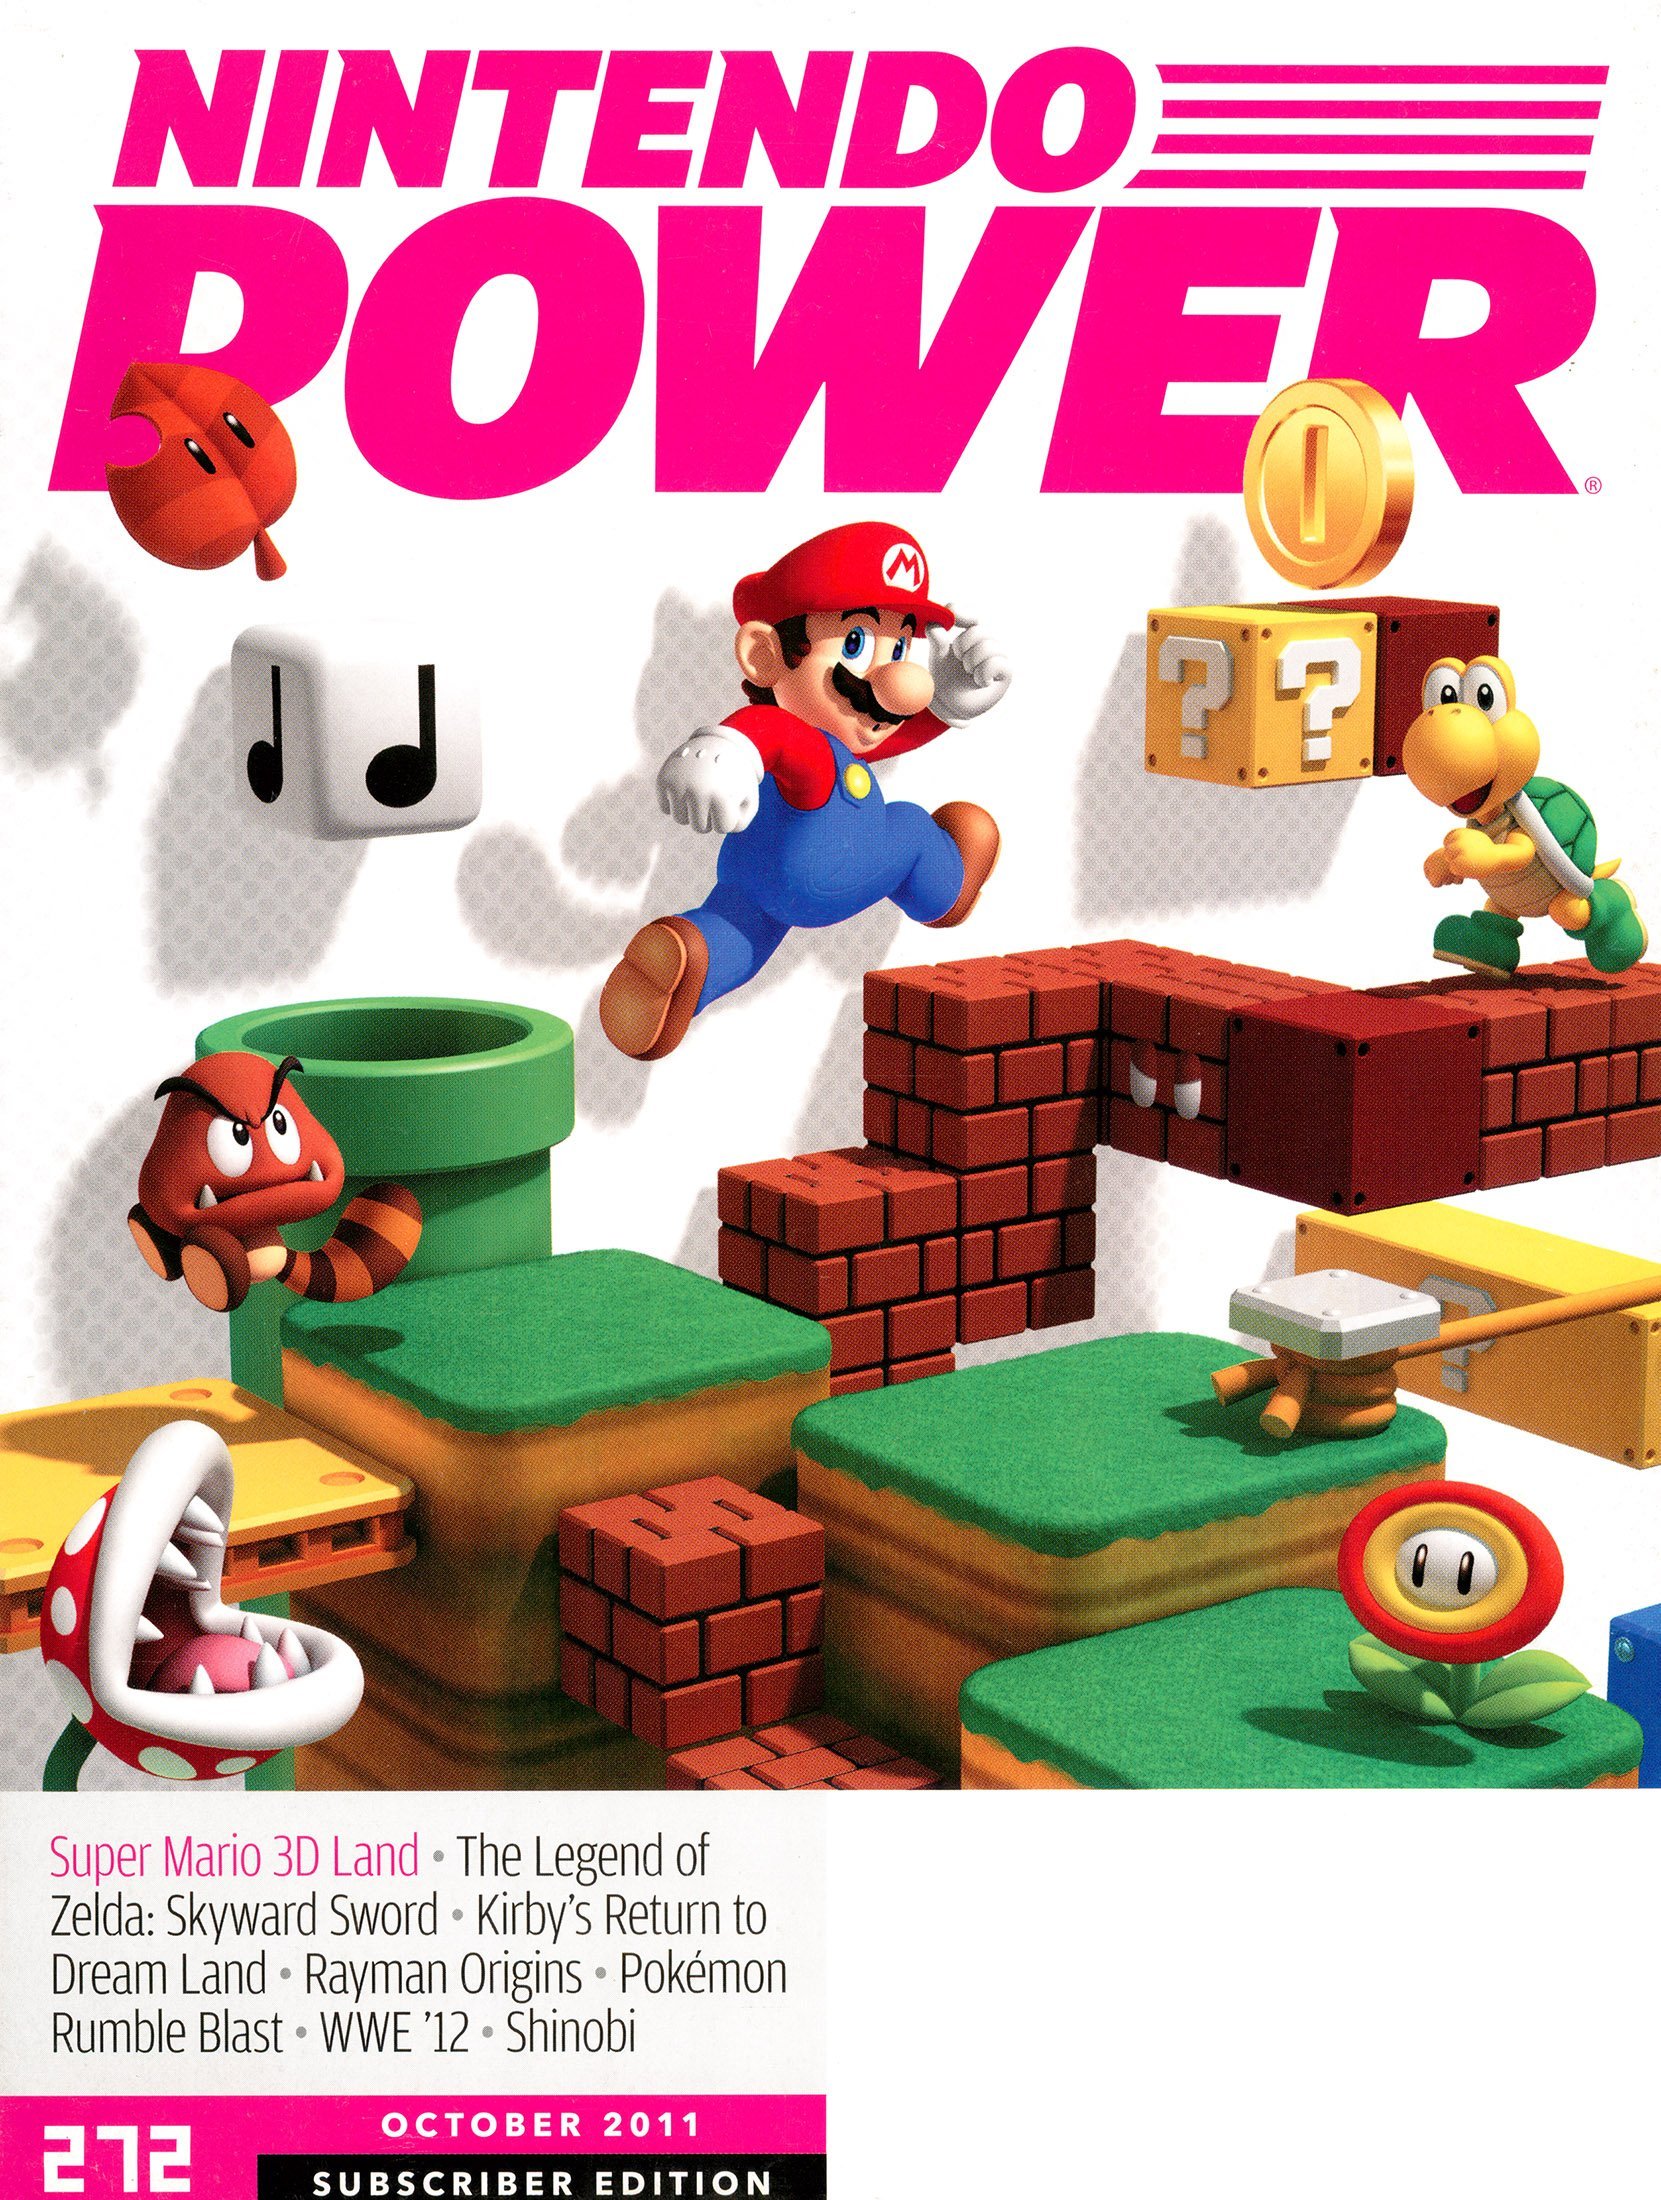 NINTENDO
POWER®
M
? ?
?
Super Mario 3D Land • The Legend of
Zelda: Skyward Sword • Kirby’s Return to
Dream Land • Rayman Origins • Pokémon
Rumble Blast • WWE ’12 • Shinobi
272
OCTOBER 2011
SUBSCRIBER EDITION